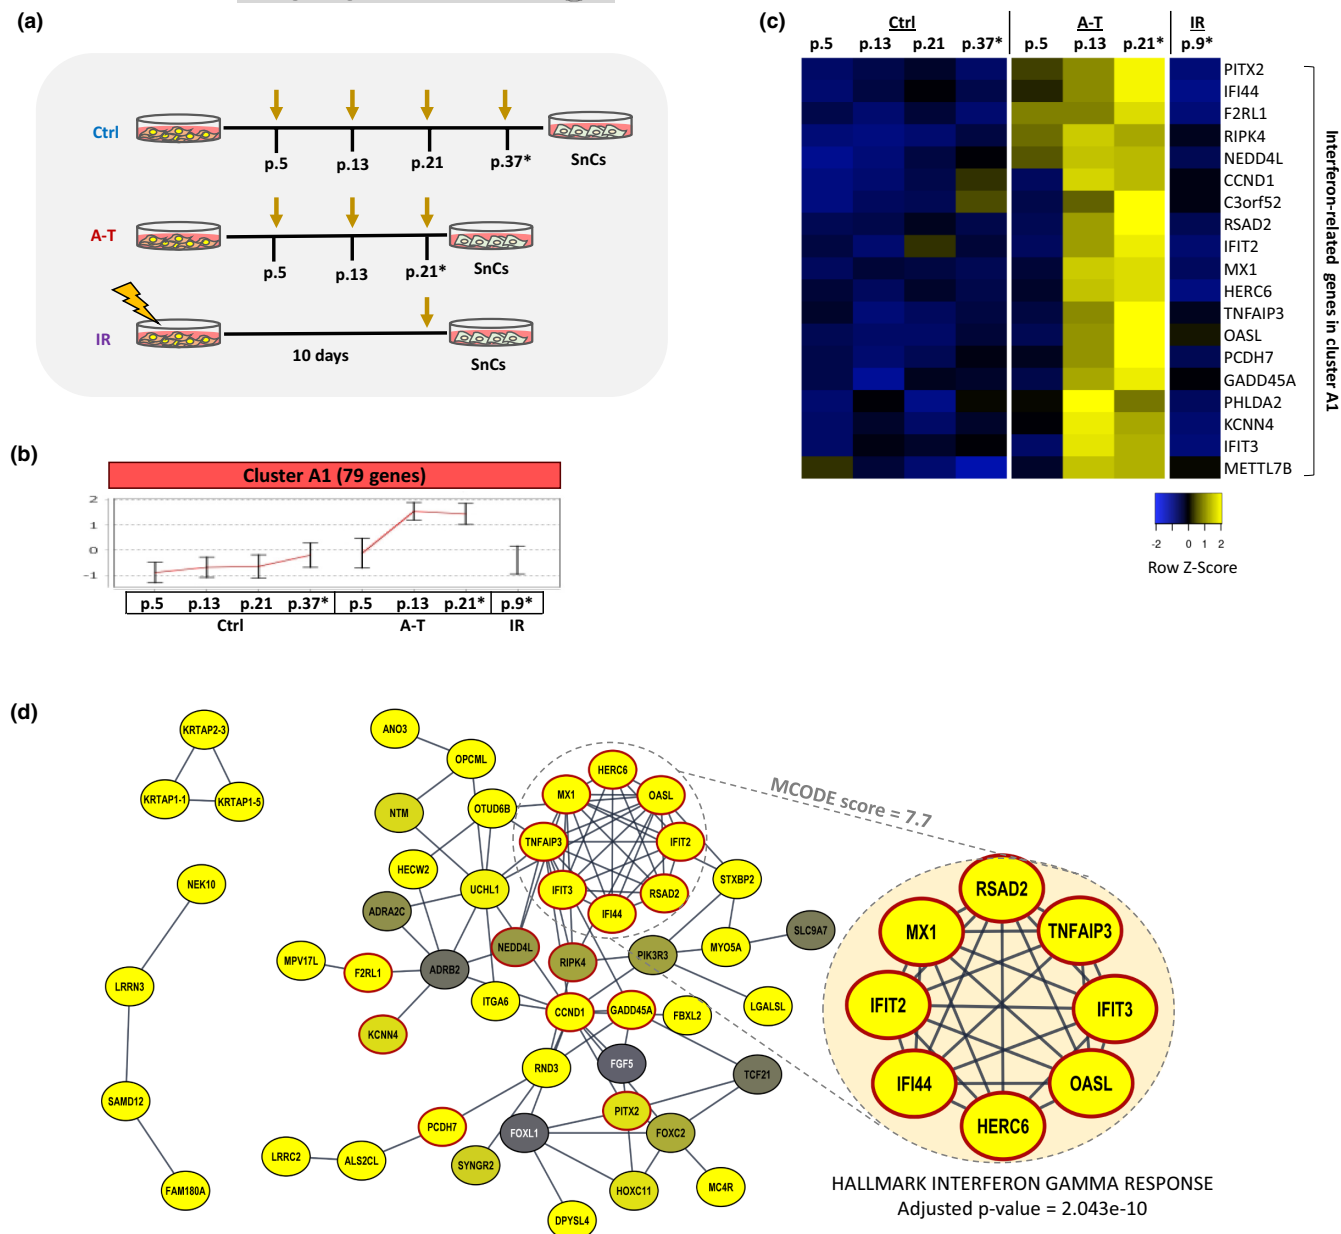 (a)
Ctrl
p.5
p.13
p.21
p.37*
SnCs
A-T
p.5
p.13
p.21*
SnCs
IR
10 days
SnCs
(b)
Cluster A1 (79 genes)
2
1
0
-1
p.5
p.13
p.21
p.37*
p.5
p.13
p.21*
p.9*
Ctrl
A-T
IR
(c)
Ctrl
A-T
IR
p.5
p.13
p.21
p.37*
p.5
p.13
p.21*
p.9*
PITX2
IFI44
F2RL1
RIPK4
NEDD4L
CCND1
C3orf52
RSAD2
IFIT2
MX1
HERC6
TNFAIP3
OASL
PCDH7
GADD45A
PHLDA2
KCNN4
IFIT3
METTL7B
Interferon-related genes in cluster A1
-2 -1 0 1 2
Row Z-Score
(d)
KRTAP2-3
KRTAP1-1
KRTAP1-5
NEK10
LRRN3
SAMD12
FAM180A
ANO3
OPCML
NTM
OTUD6B
HECW2
UCHL1
ADRA2C
MPV17L
F2RL1
ADRB2
NEDD4L
KCNN4
ITGA6
HERC6
MX1
OASL
TNFAIP3
IFIT2
IFIT3
RSAD2
IFI44
STXBP2
RIPK4
PIK3R3
MYO5A
SLC9A7
LGALSL
CCND1
GADD45A
FBXL2
RND3
FGF5
TCF21
PITX2
PCDH7
FOXL1
FOXC2
LRRC2
ALS2CL
SYNGR2
HOXC11
MC4R
DPYSL4
MCODE score = 7.7
RSAD2
MX1
TNFAIP3
IFIT2
IFIT3
IFI44
OASL
HERC6
HALLMARK INTERFERON GAMMA RESPONSE
Adjusted p-value = 2.043e-10